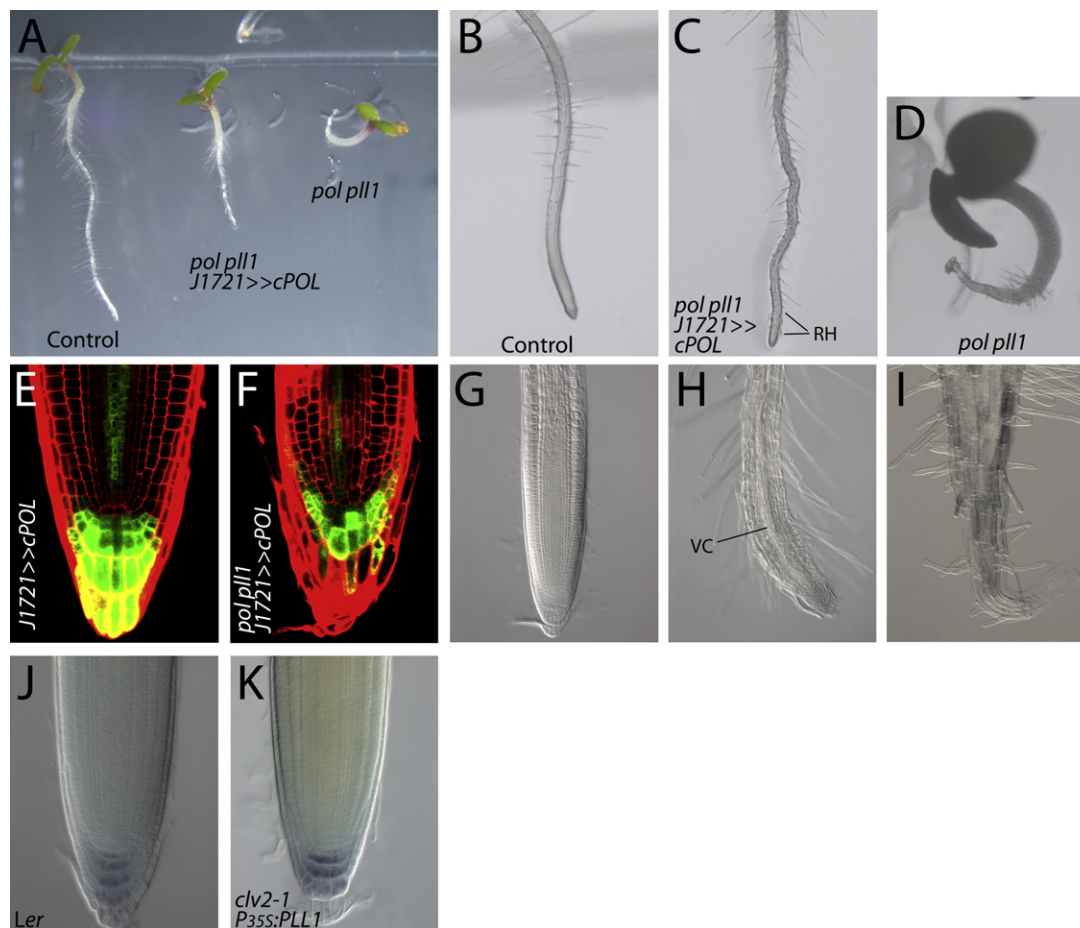 A
pol pll1
pol pll1
J1721>>cPOL
Control
B
Control
C
pol pll1
J1721>>
cPOL
RH
D
pol pll1
E
J1721>>cPOL
F
pol pll1
J1721>>cPOL
G
H
VC
I
J
Ler
K
clv2-1
P35S:PLL1